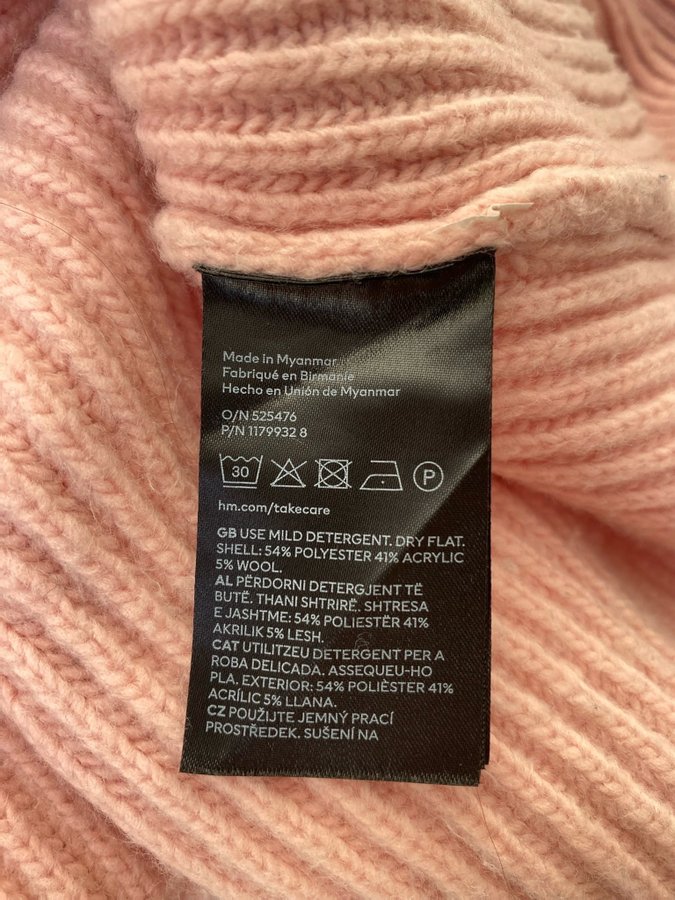 Made in Myanmar
Fabriqué en Birmanie
Hecho en Unión de Myanmar
O/N 525476
P/N 1179932 8
30 P
hm.com/takecare
GB USE MILD DETERGENT. DRY FLAT.
SHELL: 54% POLYESTER 41% ACRYLIC
5% WOOL.
AL PËRDORNI DETERGJENT TË
BUTË. THANI SHTRIRË. SHTRESA
E JASHTME: 54% POLIESTËR 41%
AKRILIK 5% LESH.
CAT UTILITZEU DETERGENT PER A
ROBA DELICADA. ASSEQUEU-HO
PLA. EXTERIOR: 54% POLIÈSTER 41%
ACRÍLIC 5% LLANA.
CZ POUŽIJTE JEMNÝ PRACÍ
PROSTŘEDEK. SUŠENÍ NA